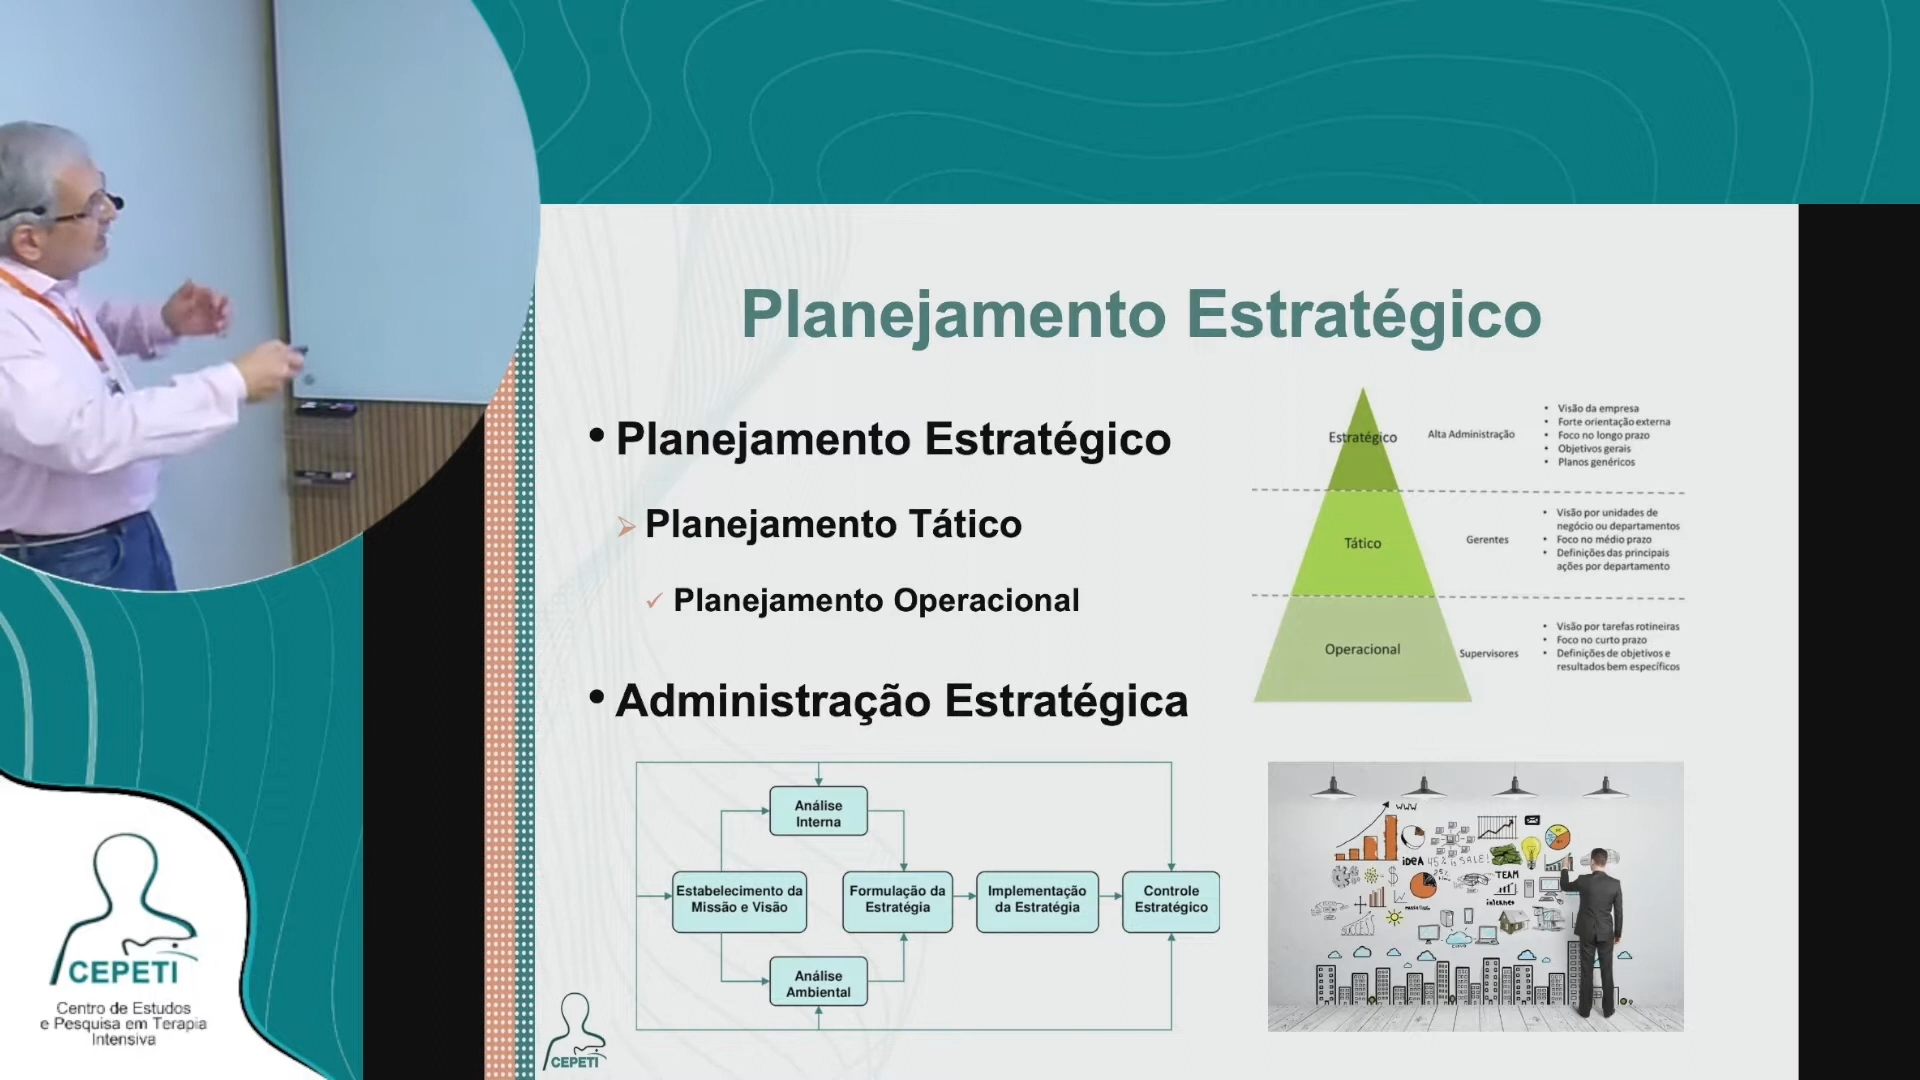 Planejamento Estratégico
• Planejamento Estratégico
➢ Planejamento Tático
✓ Planejamento Operacional
• Administração Estratégica
Estratégico
Alta Administração
• Visão da empresa
• Forte orientação externa
• Foco no longo prazo
• Objetivos gerais
• Planos genéricos
Tático
Gerentes
• Visão por unidades de
negócio ou departamentos
• Foco no médio prazo
• Definições das principais
ações por departamento
Operacional
Supervisores
• Visão por tarefas rotineiras
• Foco no curto prazo
• Definições de objetivos e
resultados bem específicos
Análise
Interna
Estabelecimento da
Missão e Visão
Formulação da
Estratégia
Implementação
da Estratégia
Controle
Estratégico
Análise
Ambiental
www
iDEA
45% SALE!
TEAM
internet
CEPETI
CEPETI
Centro de Estudos
e Pesquisa em Terapia
Intensiva